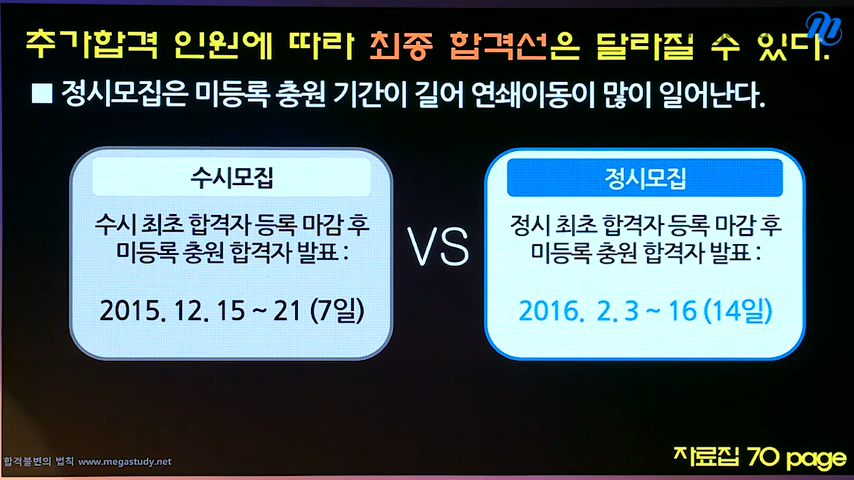 추가합격 인원에 따라 최종 합격선은 달라질 수 있다.
■ 정시모집은 미등록 충원 기간이 길어 연쇄이동이 많이 일어난다.
수시모집
수시 최초 합격자 등록 마감 후
미등록 충원 합격자 발표 :
2015. 12. 15 ~ 21 (7일)
VS
정시모집
정시 최초 합격자 등록 마감 후
미등록 충원 합격자 발표 :
2016. 2. 3 ~ 16 (14일)
합격불변의 법칙 www.megastudy.net
자료집 70 page